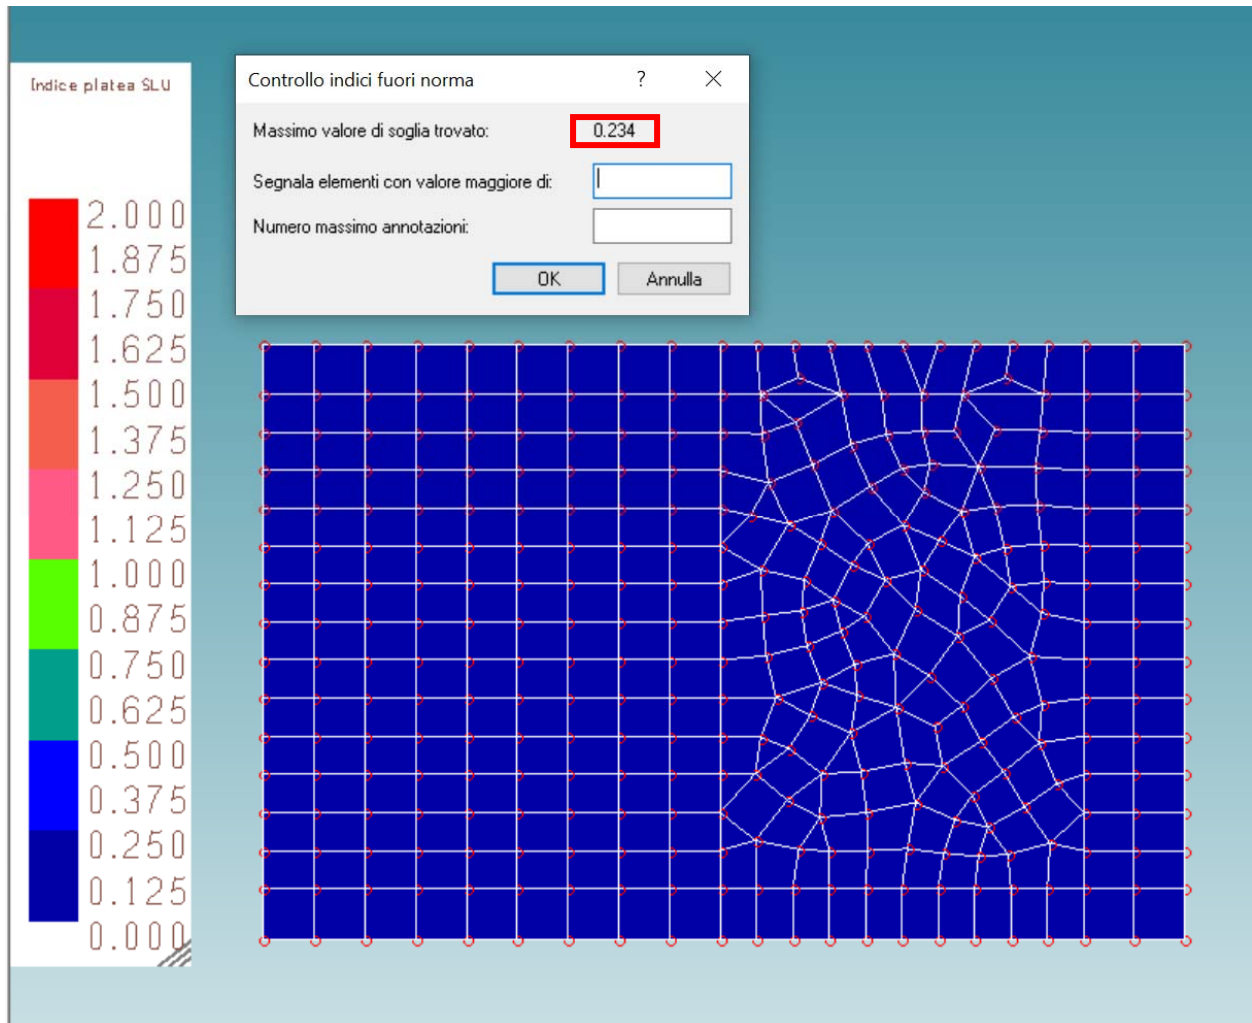 Indice platea SLU
Controllo indici fuori norma ? ×
Massimo valore di soglia trovato: 0.234
Segnala elementi con valore maggiore di:
Numero massimo annotazioni:
OK Annulla
2.000
1.875
1.750
1.625
1.500
1.375
1.250
1.125
1.000
0.875
0.750
0.625
0.500
0.375
0.250
0.125
0.000